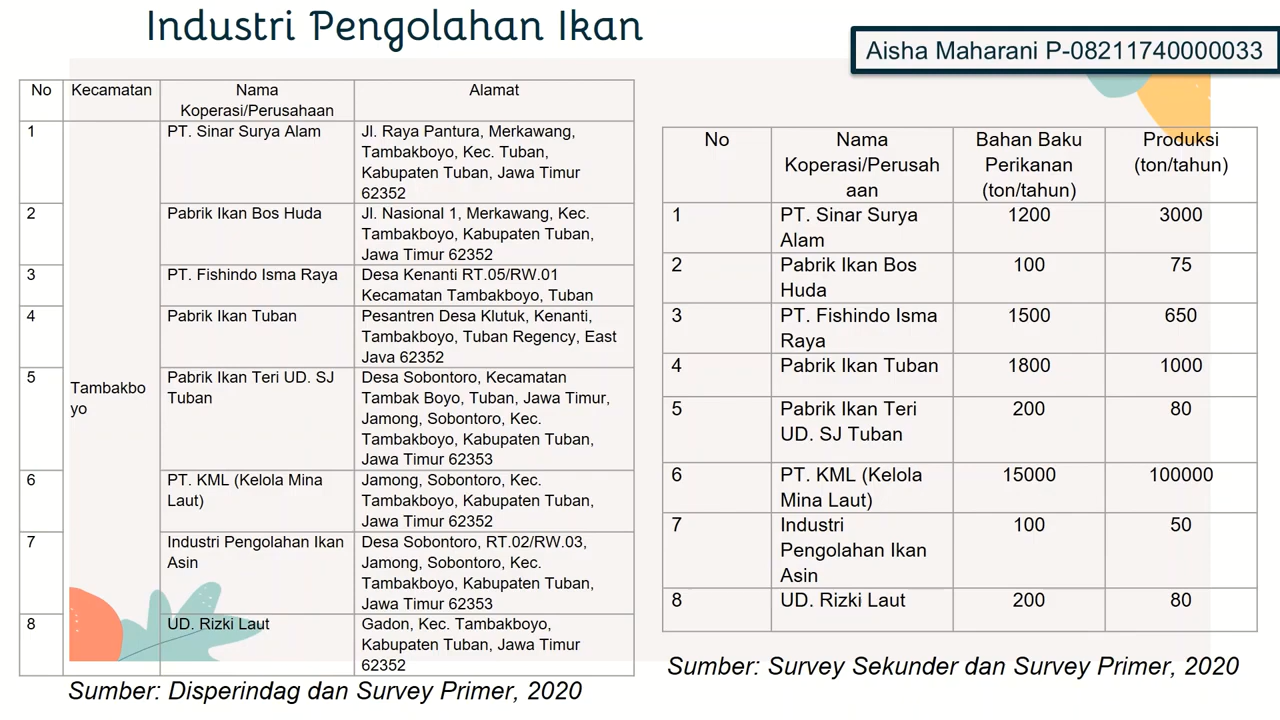 Industri Pengolahan Ikan
Aisha Maharani P-08211740000033
No
Kecamatan
Nama
Koperasi/Perusahaan
Alamat
1
PT. Sinar Surya Alam
Jl. Raya Pantura, Merkawang,
Tambakboyo, Kec. Tuban,
Kabupaten Tuban, Jawa Timur
62352
2
Pabrik Ikan Bos Huda
Jl. Nasional 1, Merkawang, Kec.
Tambakboyo, Kabupaten Tuban,
Jawa Timur 62352
3
PT. Fishindo Isma Raya
Desa Kenanti RT.05/RW.01
Kecamatan Tambakboyo, Tuban
4
Pabrik Ikan Tuban
Pesantren Desa Klutuk, Kenanti,
Tambakboyo, Tuban Regency, East
Java 62352
Tambakbo
yo
5
Pabrik Ikan Teri UD. SJ
Tuban
Desa Sobontoro, Kecamatan
Tambak Boyo, Tuban, Jawa Timur,
Jamong, Sobontoro, Kec.
Tambakboyo, Kabupaten Tuban,
Jawa Timur 62353
6
PT. KML (Kelola Mina
Laut)
Jamong, Sobontoro, Kec.
Tambakboyo, Kabupaten Tuban,
Jawa Timur 62352
7
Industri Pengolahan Ikan
Asin
Desa Sobontoro, RT.02/RW.03,
Jamong, Sobontoro, Kec.
Tambakboyo, Kabupaten Tuban,
Jawa Timur 62353
8
UD. Rizki Laut
Gadon, Kec. Tambakboyo,
Kabupaten Tuban, Jawa Timur
62352
Sumber: Disperindag dan Survey Primer, 2020
No
Nama
Koperasi/Perusah
aan
Bahan Baku
Perikanan
(ton/tahun)
Produksi
(ton/tahun)
1
PT. Sinar Surya
Alam
1200
3000
2
Pabrik Ikan Bos
Huda
100
75
3
PT. Fishindo Isma
Raya
1500
650
4
Pabrik Ikan Tuban
1800
1000
5
Pabrik Ikan Teri
UD. SJ Tuban
200
80
6
PT. KML (Kelola
Mina Laut)
15000
100000
7
Industri
Pengolahan Ikan
Asin
100
50
8
UD. Rizki Laut
200
80
Sumber: Survey Sekunder dan Survey Primer, 2020